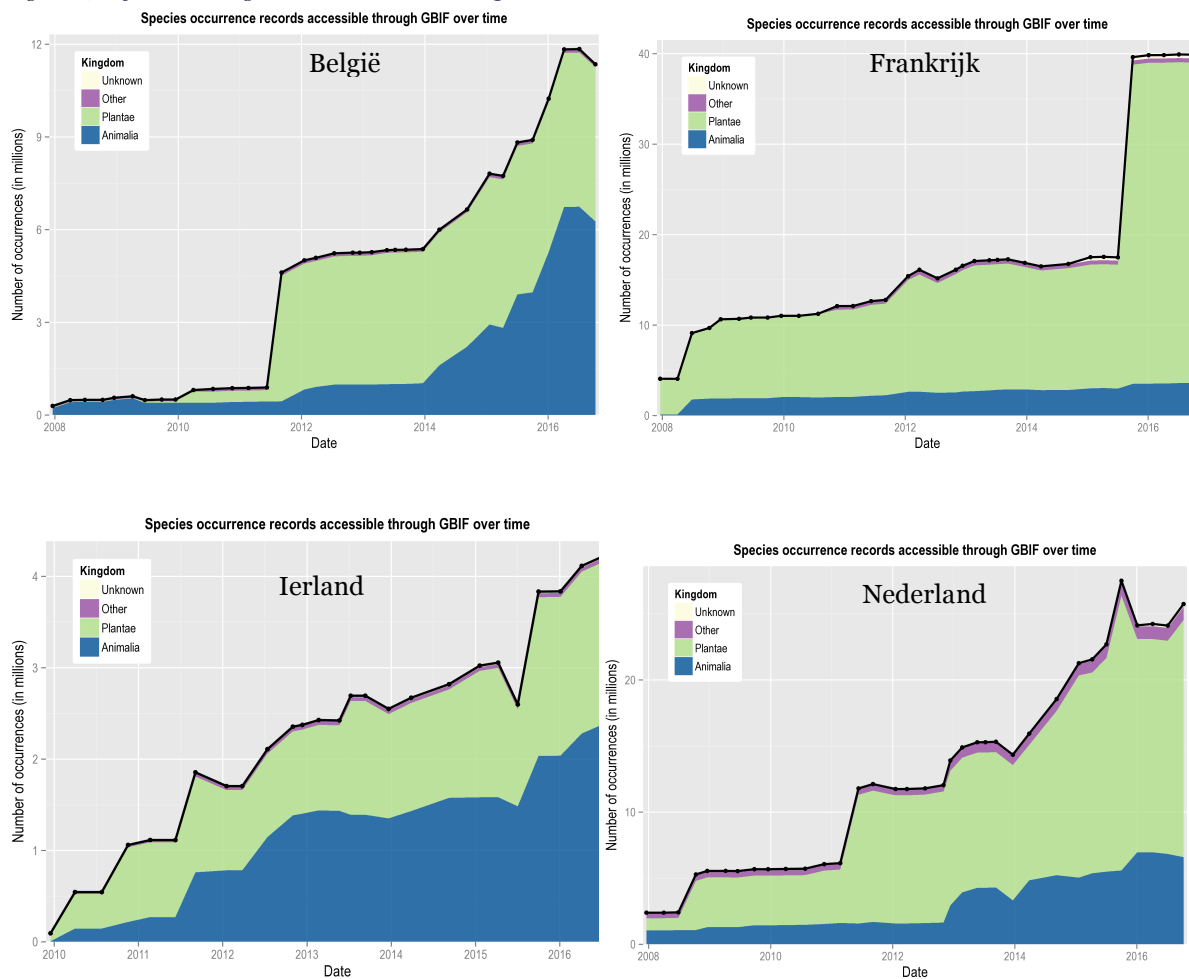 Species occurrence records accessible through GBIF over time
België
Kingdom
Unknown
Other
Plantae
Animalia
Number of occurrences (in millions)
12
9
6
3
0
2008 2010 2012 2014 2016
Date
Species occurrence records accessible through GBIF over time
Frankrijk
Kingdom
Unknown
Other
Plantae
Animalia
Number of occurrences (in millions)
40
30
20
10
0
2008 2010 2012 2014 2016
Date
Species occurrence records accessible through GBIF over time
Ierland
Kingdom
Unknown
Other
Plantae
Animalia
Number of occurrences (in millions)
4
3
2
1
0
2010 2011 2012 2013 2014 2015 2016
Date
Species occurrence records accessible through GBIF over time
Nederland
Kingdom
Unknown
Other
Plantae
Animalia
Number of occurrences (in millions)
20
10
0
2008 2010 2012 2014 2016
Date